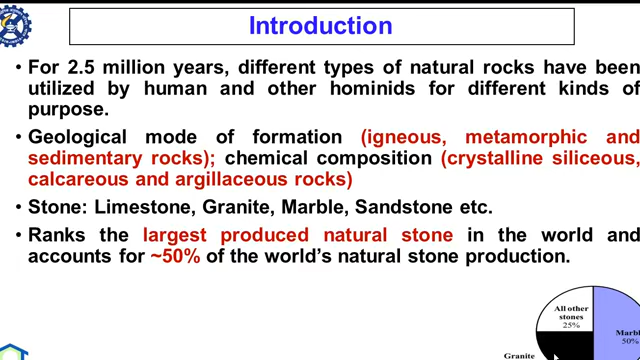 Introduction
• For 2.5 million years, different types of natural rocks have been
utilized by human and other hominids for different kinds of
purpose.
• Geological mode of formation (igneous, metamorphic and
sedimentary rocks); chemical composition (crystalline siliceous,
calcareous and argillaceous rocks)
• Stone: Limestone, Granite, Marble, Sandstone etc.
• Ranks the largest produced natural stone in the world and
accounts for ~50% of the world's natural stone production.
All other
stones
25%
Marble
50%
Granite